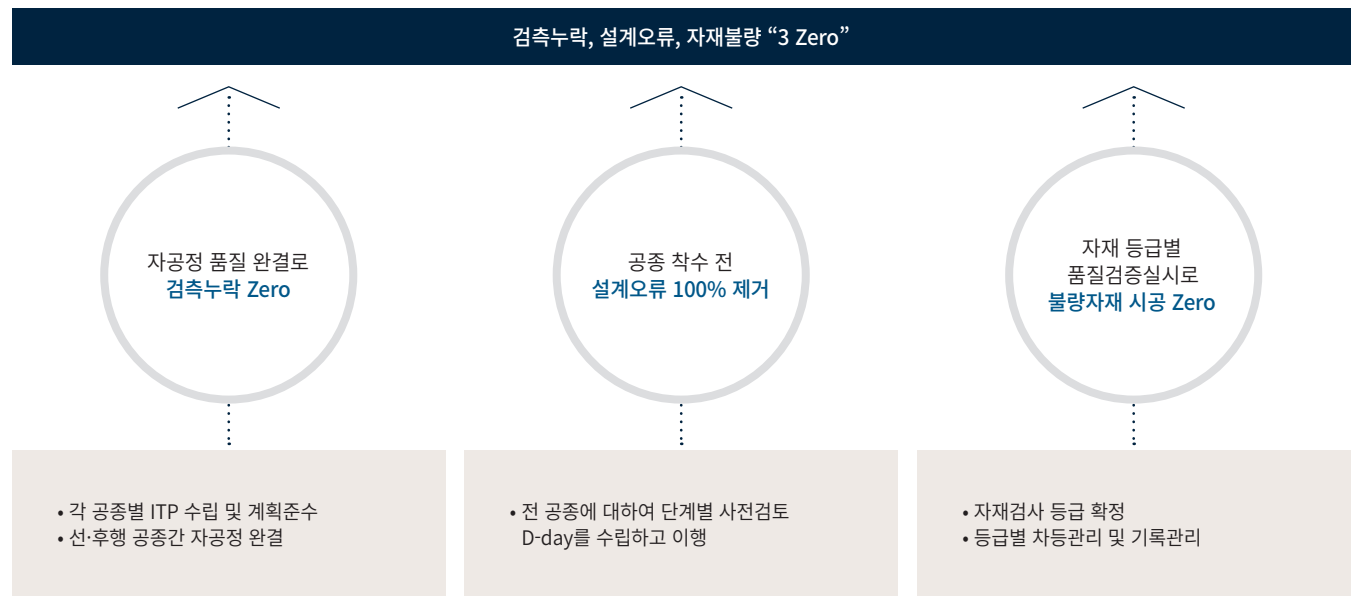 검측누락, 설계오류, 자재불량 “3 Zero”
자공정 품질 완결로
검측누락 Zero
공종 착수 전
설계오류 100% 제거
자재 등급별
품질검증실시로
불량자재 시공 Zero
• 각 공종별 ITP 수립 및 계획준수
• 선·후행 공종간 자공정 완결
• 전 공종에 대하여 단계별 사전검토
D-day를 수립하고 이행
• 자재검사 등급 확정
• 등급별 차등관리 및 기록관리